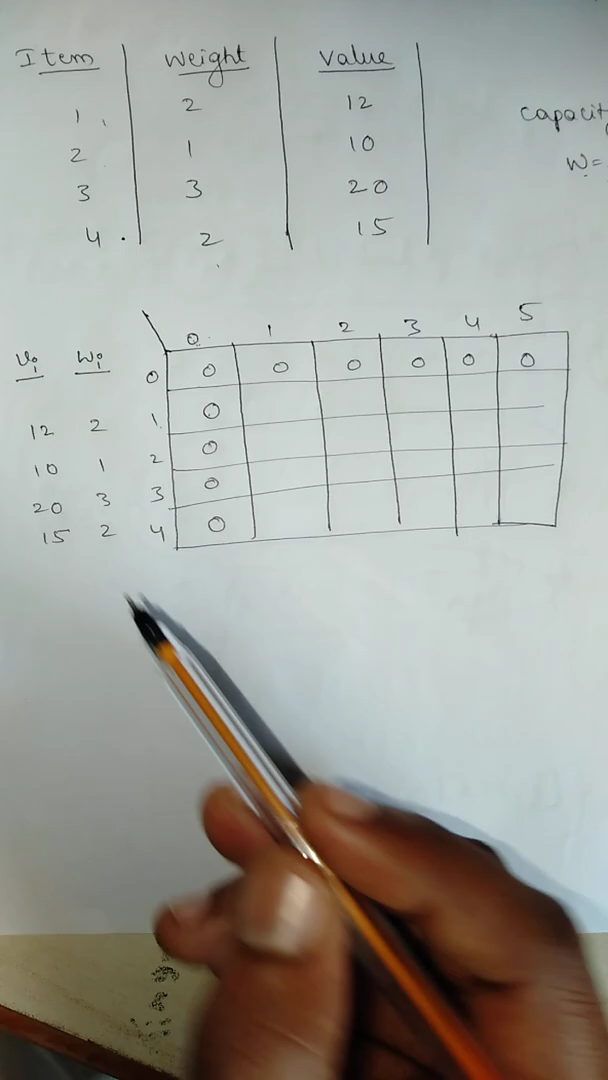 Item Weight Value
1 2 12
2 1 10
3 3 20
4 2 15
W=
0 1 2 3 4 5
vi wi
0 0 0 0 0 0 0
12 2 1 0
10 1 2 0
20 3 3 0
15 2 4 0